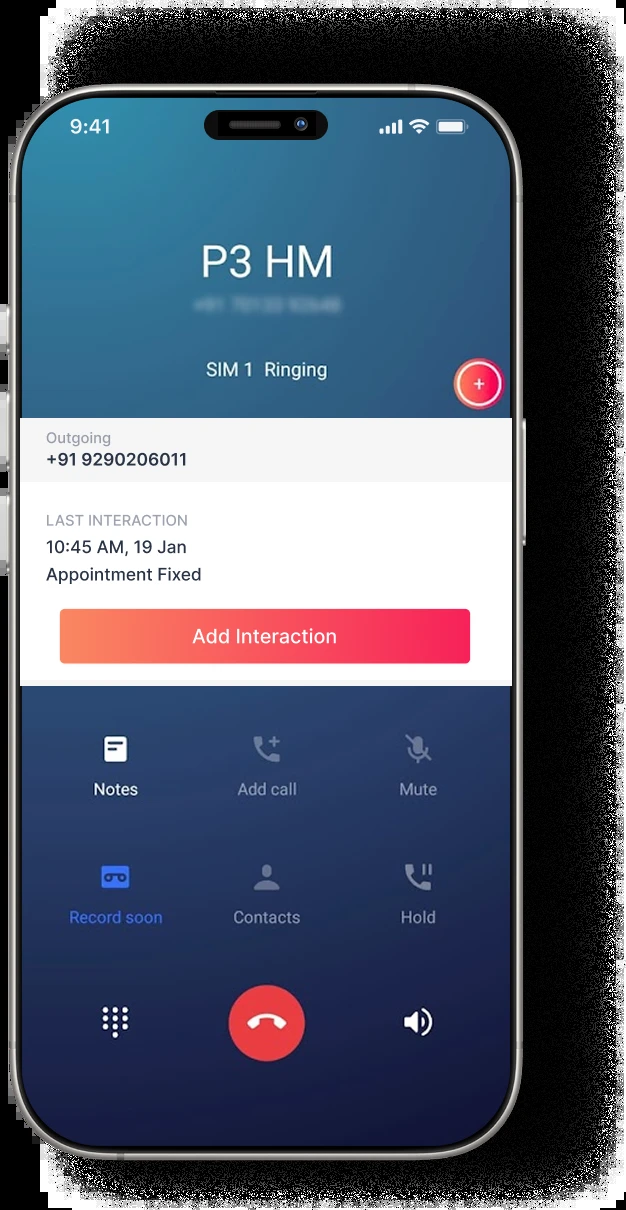 9:41
P3 HM
SIM 1 Ringing
+
Outgoing
+91 9290206011
LAST INTERACTION
10:45 AM, 19 Jan
Appointment Fixed
Add Interaction
Notes
Add call
Mute
Record soon
Contacts
Hold